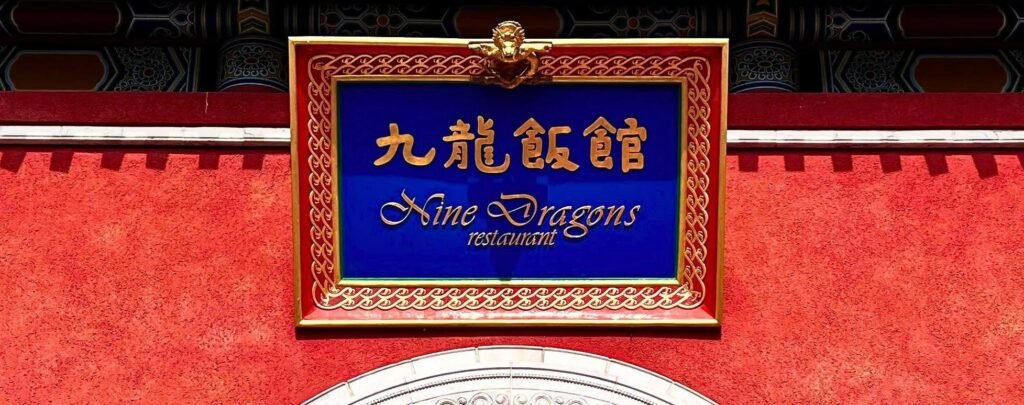 九龍飯館
Nine Dragons
restaurant